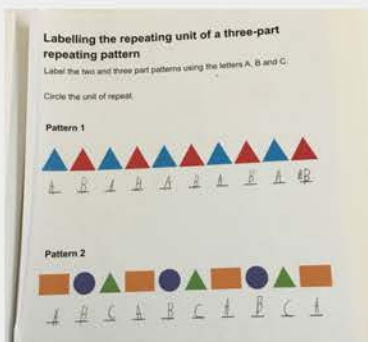 Labelling the repeating unit of a three-part
repeating pattern
Label the two and three part patterns using the letters A, B and C.
Circle the unit of repeat.
Pattern 1
A B A B A B A B A B
Pattern 2
A B C A B C A B C A